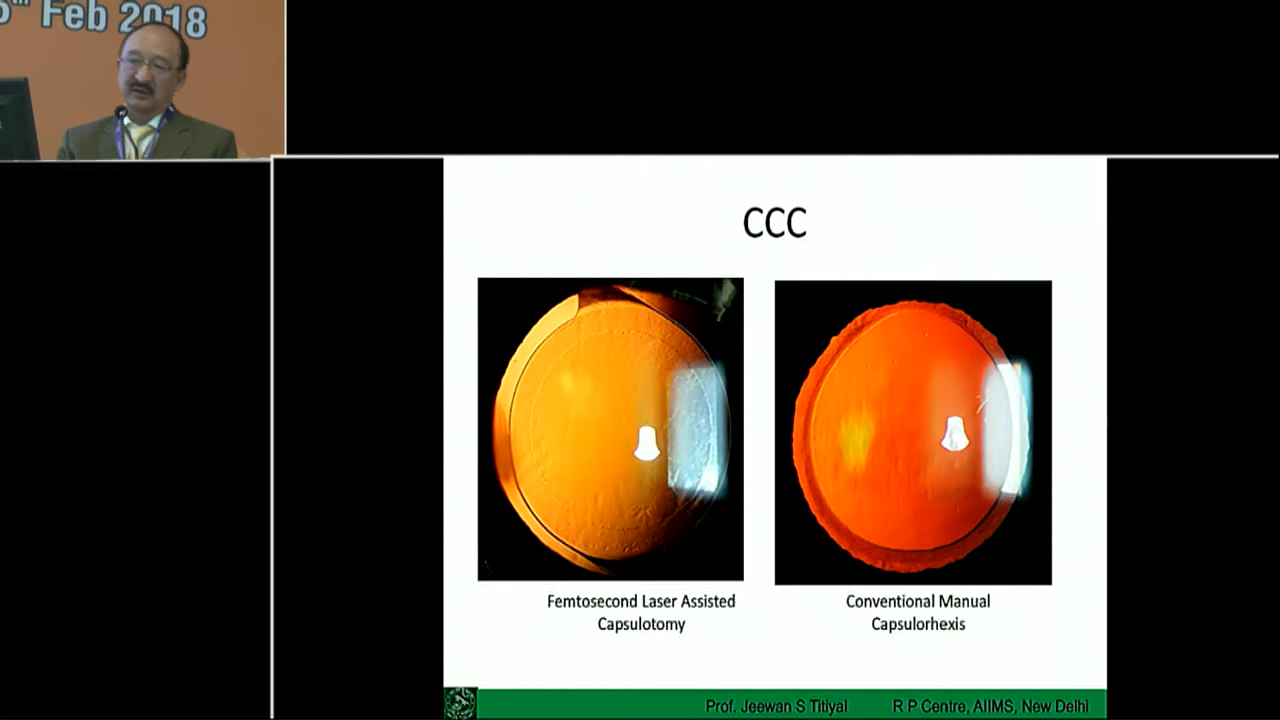 Feb 2018
CCC
Femtosecond Laser Assisted
Capsulotomy
Conventional Manual
Capsulorhexis
Prof. Jeewan S Titiyal
R P Centre, AIIMS, New Delhi